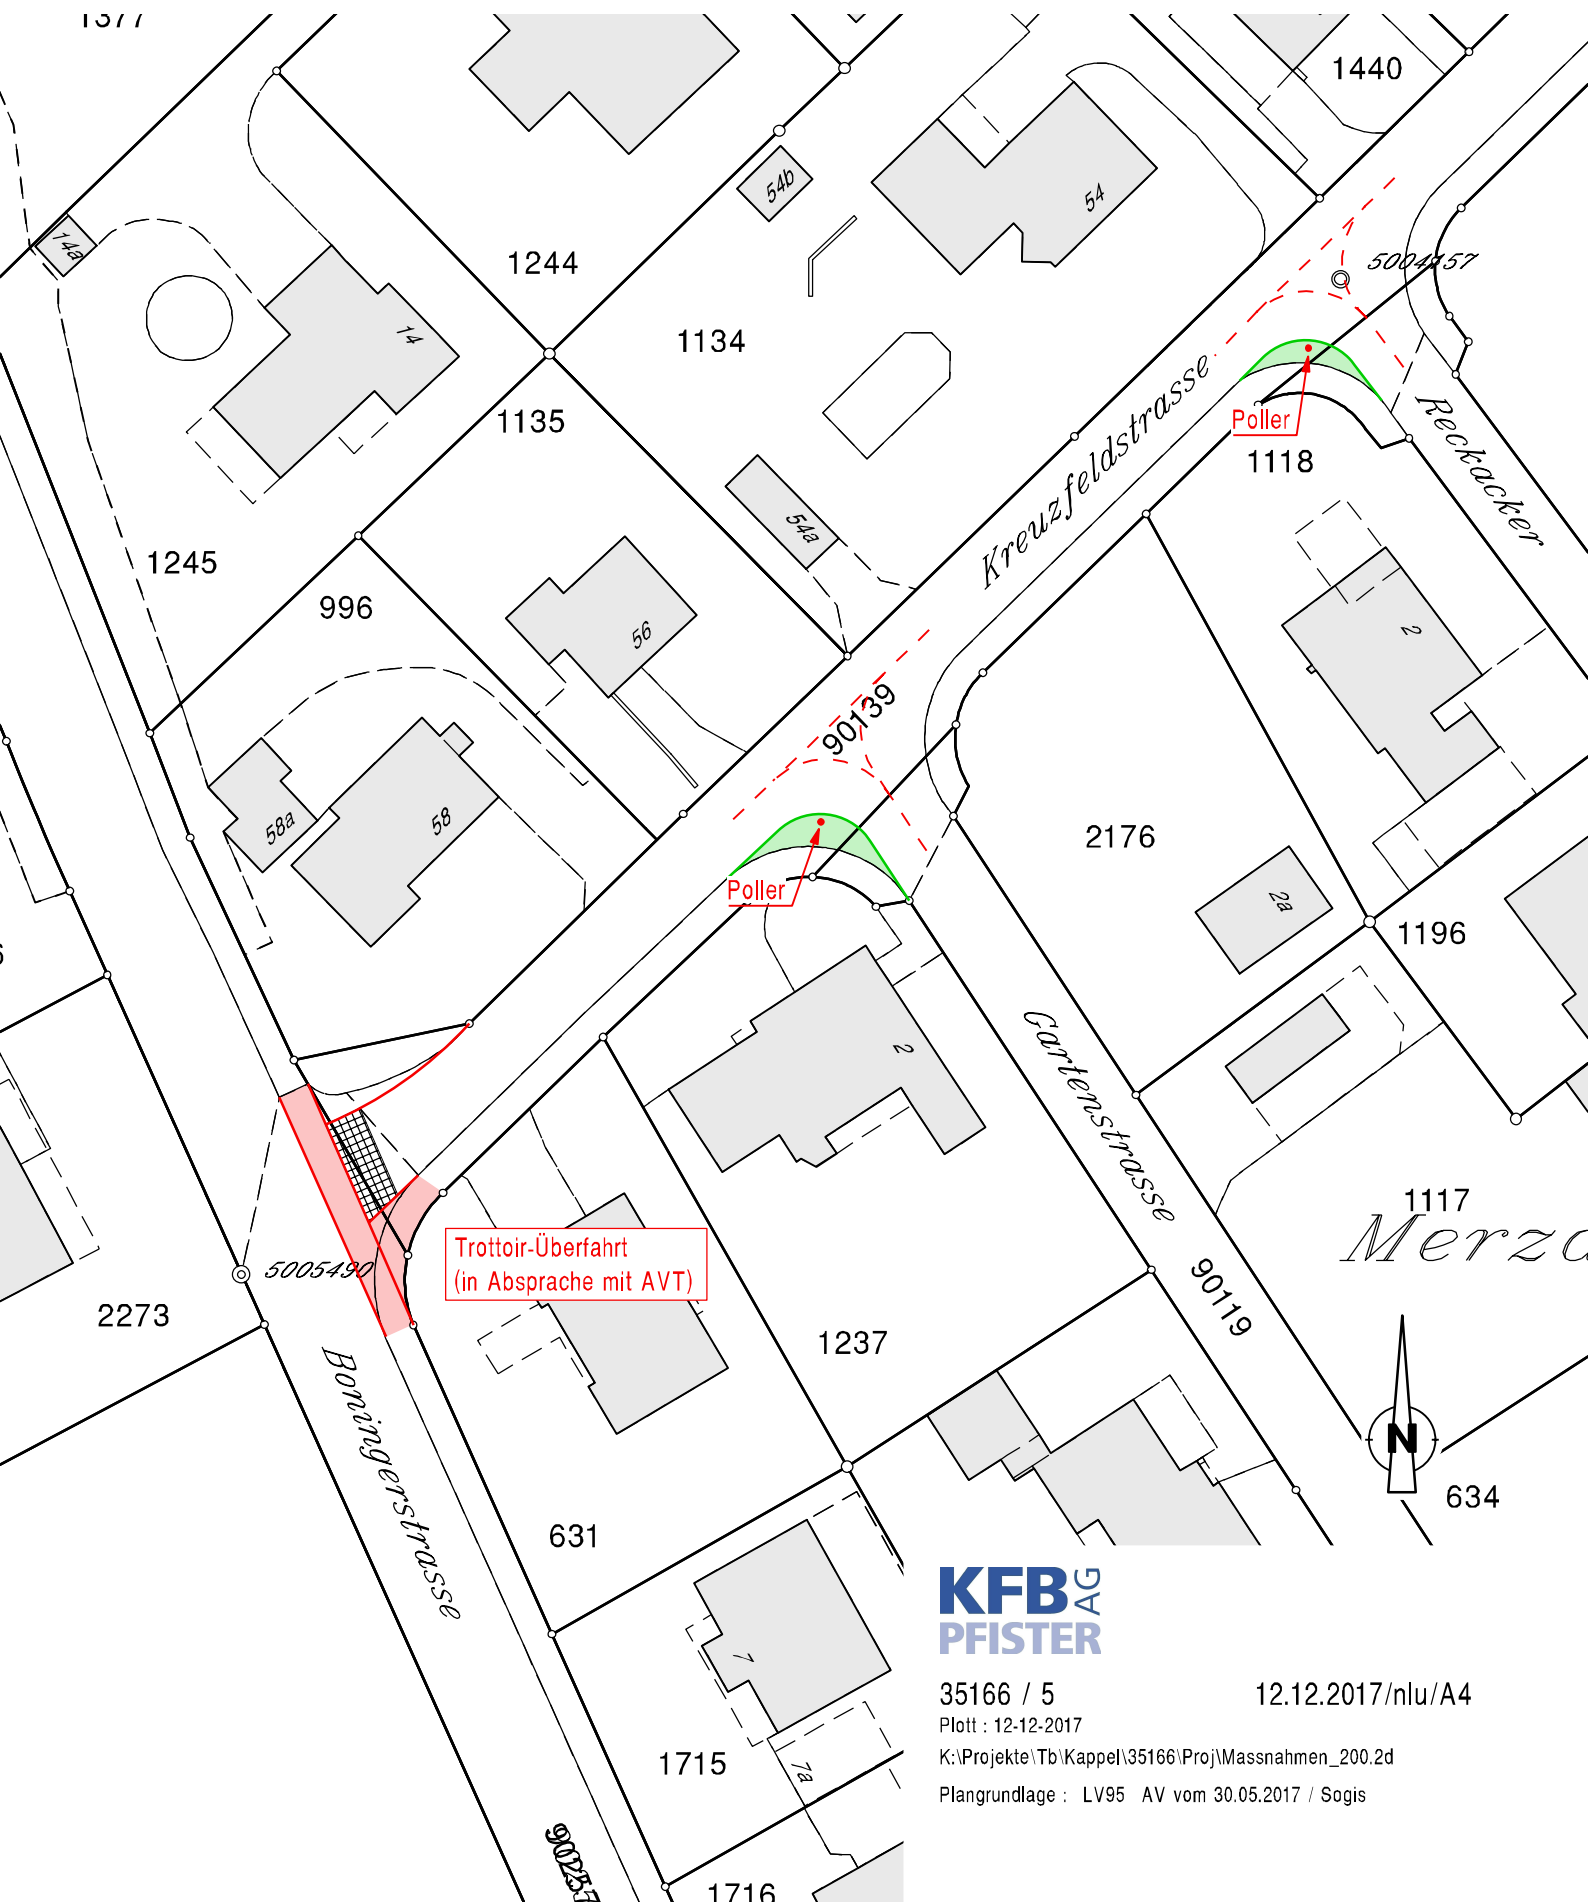 1377
1440
54b
54
14a
1244
5004157
14
1134
1135
Kreuzfeldstrasse
Reckacker
Poller
1118
54a
1245
996
56
2
90139
58a
58
2176
Poller
2a
1196
Gartenstrasse
2
1117
Merza
Trottoir-Überfahrt
(in Absprache mit AVT)
5005490
90119
2273
1237
Boningerstrasse
N
634
631
KFB AG
PFISTER
7
35166 / 5
12.12.2017/nlu/A4
Plott : 12-12-2017
K:\Projekte\Tb\Kappel\35166\Proj\Massnahmen_200.2d
1715
7a
Plangrundlage : LV95 AV vom 30.05.2017 / Sogis
1716